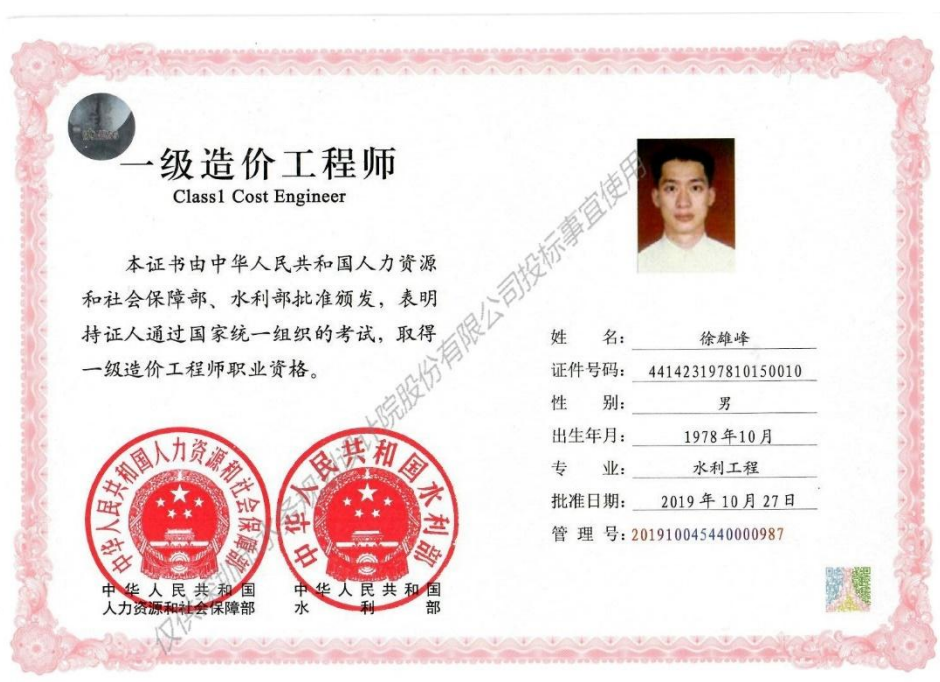 一级造价工程师
Class1 Cost Engineer
本证书由中华人民共和国人力资源
和社会保障部、水利部批准颁发，表明
持证人通过国家统一组织的考试，取得
一级造价工程师职业资格。
姓 名： 徐雄峰
证件号码： 441423197810150010
性 别： 男
出生年月： 1978年10月
专 业： 水利工程
批准日期： 2019年10月27日
管 理 号：201910045440000987
中华人民共和国人力资源和社会保障部
中华人民共和国水利部
中华人民共和国
人力资源和社会保障部
中华人民共和国
水 利 部
计院股份有限公司投标事宜使用